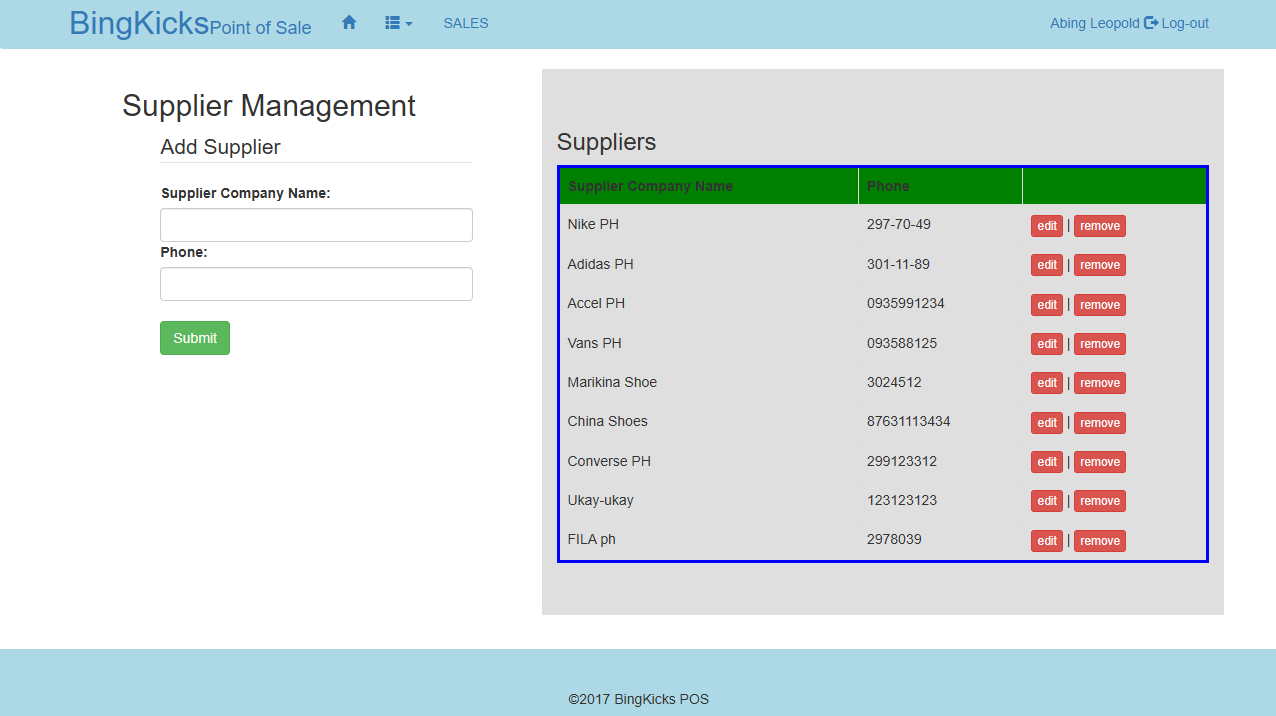 BingKicksPoint of Sale SALES Abing Leopold Log-out
Supplier Management
Add Supplier
Supplier Company Name:
Phone:
Submit
Suppliers
Supplier Company Name Phone
Nike PH 297-70-49 edit | remove
Adidas PH 301-11-89 edit | remove
Accel PH 0935991234 edit | remove
Vans PH 093588125 edit | remove
Marikina Shoe 3024512 edit | remove
China Shoes 87631113434 edit | remove
Converse PH 299123312 edit | remove
Ukay-ukay 123123123 edit | remove
FILA ph 2978039 edit | remove
©2017 BingKicks POS